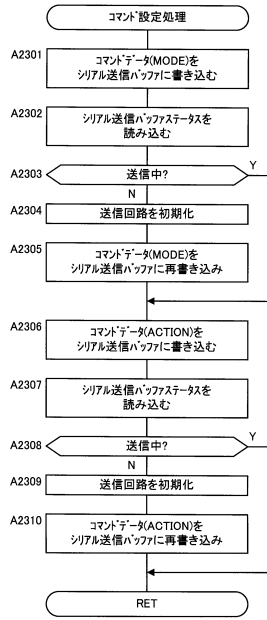 コマンド設定処理
A2301
コマンドデータ(MODE)を
シリアル送信バッファに書き込む
A2302
シリアル送信バッファステータスを
読み込む
A2303
送信中?
Y
N
A2304
送信回路を初期化
A2305
コマンドデータ(MODE)を
シリアル送信バッファに再書き込み
A2306
コマンドデータ(ACTION)を
シリアル送信バッファに書き込む
A2307
シリアル送信バッファステータスを
読み込む
A2308
送信中?
Y
N
A2309
送信回路を初期化
A2310
コマンドデータ(ACTION)を
シリアル送信バッファに再書き込み
RET